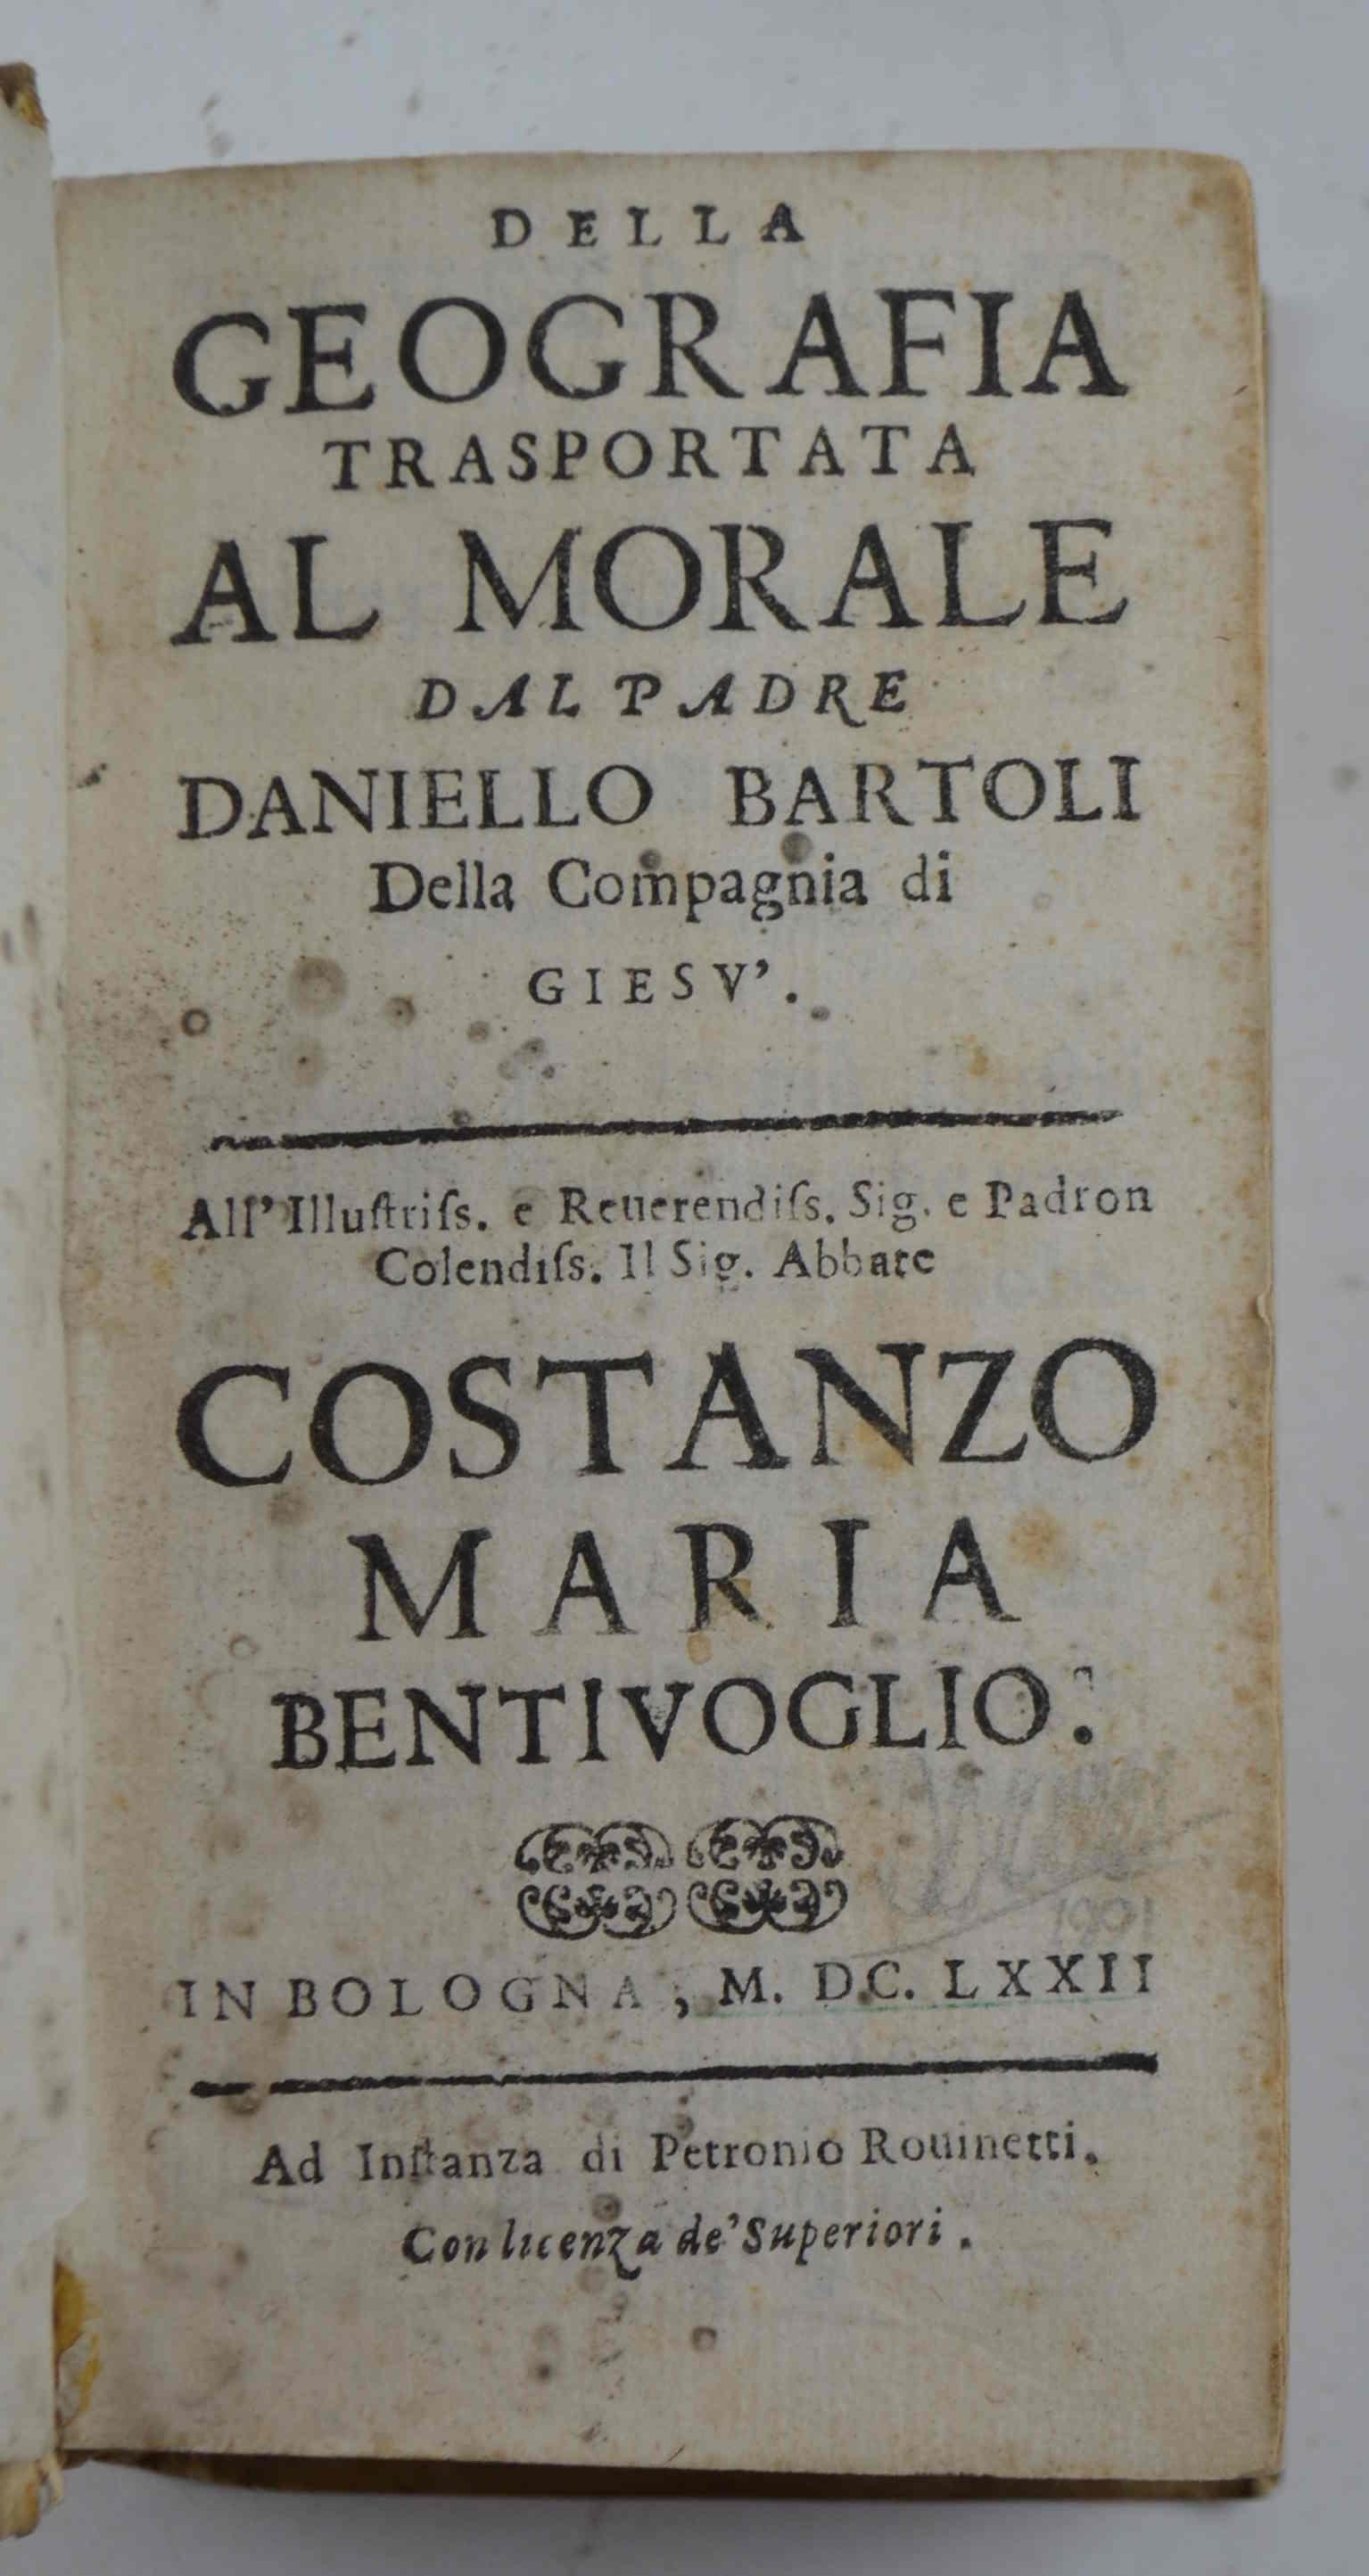 DELLA
GEOGRAFIA
TRASPORTATA
AL MORALE
DAL PADRE
DANIELLO BARTOLI
Della Compagnia di
GIESV'.
All' Illuſtriſs. e Reuerendiſs. Sig. e Padron
Colendiſs. Il Sig. Abbate
COSTANZO
MARIA
BENTIVOGLIO.
IN BOLOGNA, M. DC. LXXII
Ad Inſtanza di Petronio Rouinetti.
Con licenza de' Superiori.